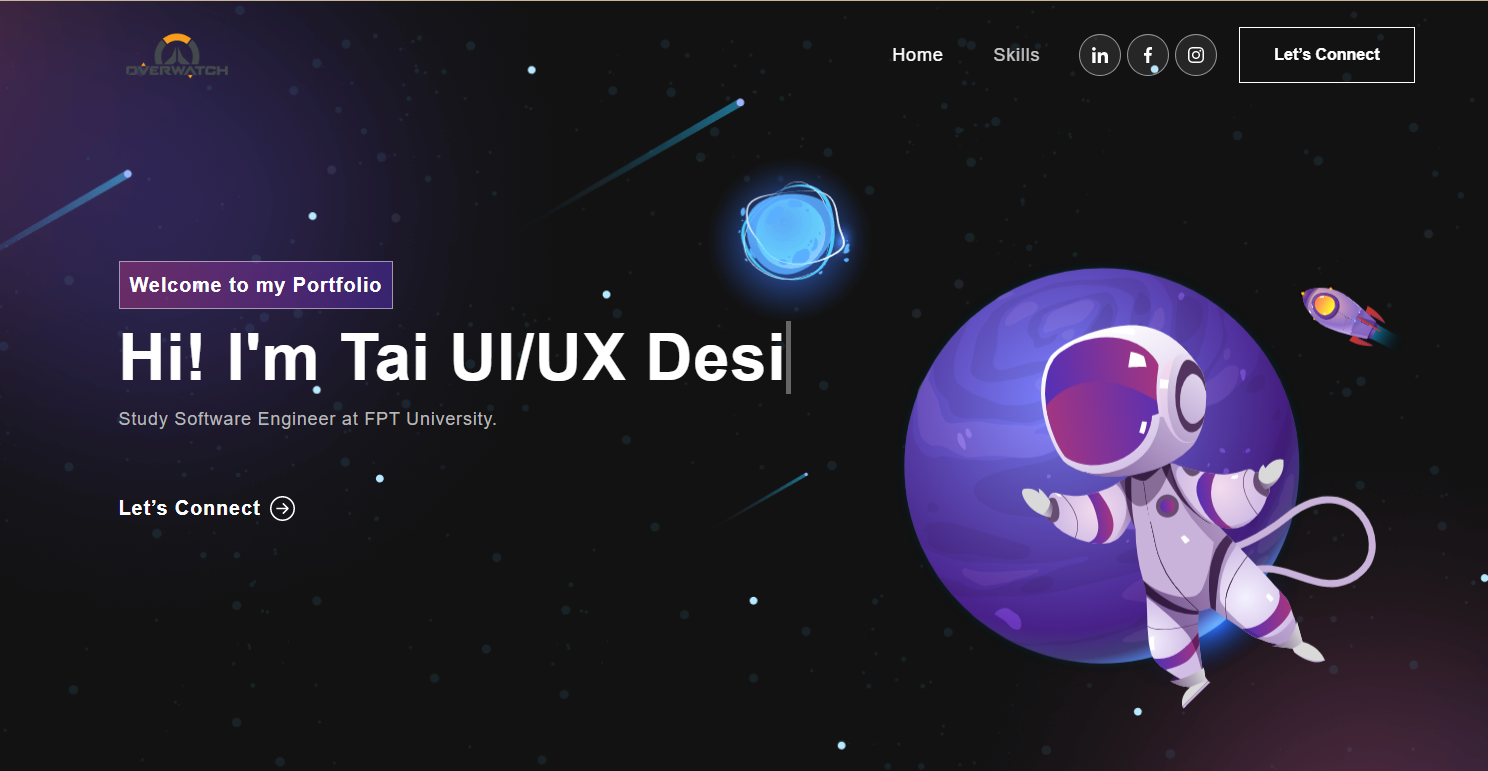 OVERWATCH
Home Skills in f Let’s Connect
Welcome to my Portfolio
Hi! I'm Tai UI/UX Desi
Study Software Engineer at FPT University.
Let’s Connect